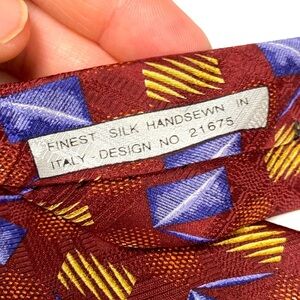 FINEST SILK HANDSEWN IN
ITALY - DESIGN NO 21675